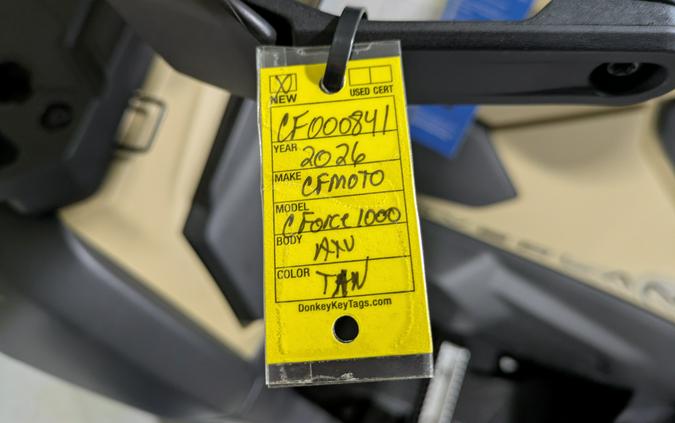 X
NEW USED CERT
CF000841
YEAR 2026
MAKE CFMOTO
MODEL
CForce 1000
BODY ATV
COLOR TAN
DonkeyKeyTags.com